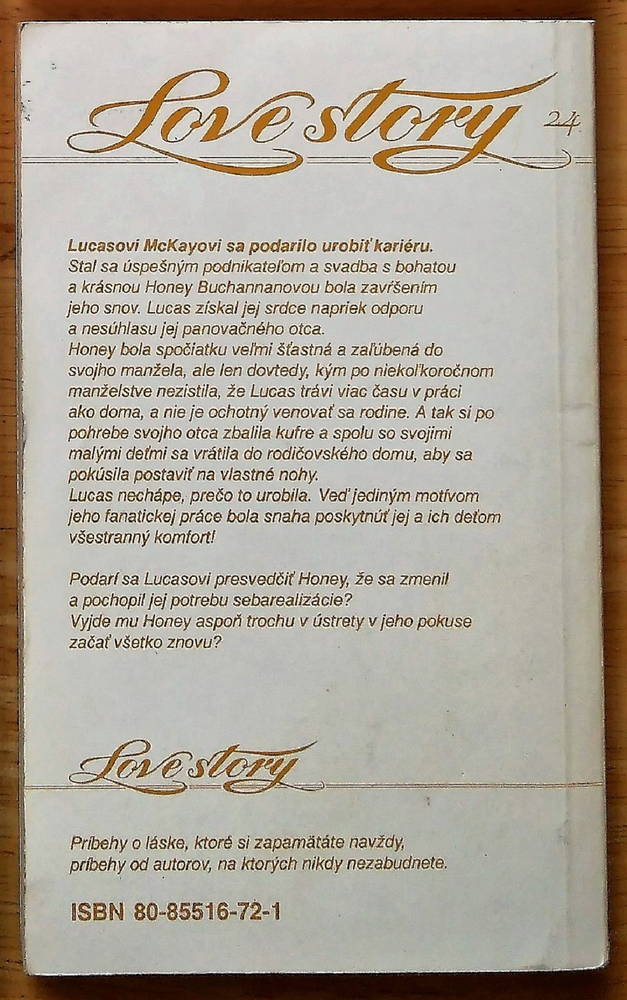 Love story 24
Lucasovi McKayovi sa podarilo urobiť kariéru.
Stal sa úspešným podnikateľom a svadba s bohatou
a krásnou Honey Buchannanovou bola zavŕšením
jeho snov. Lucas získal jej srdce napriek odporu
a nesúhlasu jej panovačného otca.
Honey bola spočiatku veľmi šťastná a zaľúbená do
svojho manžela, ale len dovtedy, kým po niekoľkoročnom
manželstve nezistila, že Lucas trávi viac času v práci
ako doma, a nie je ochotný venovať sa rodine. A tak si po
pohrebe svojho otca zbalila kufre a spolu so svojimi
malými deťmi sa vrátila do rodičovského domu, aby sa
pokúsila postaviť na vlastné nohy.
Lucas nechápe, prečo to urobila. Veď jediným motívom
jeho fanatickej práce bola snaha poskytnúť jej a ich deťom
všestranný komfort!
Podarí sa Lucasovi presvedčiť Honey, že sa zmenil
a pochopil jej potrebu sebarealizácie?
Vyjde mu Honey aspoň trochu v ústrety v jeho pokuse
začať všetko znovu?
Love story
Príbehy o láske, ktoré si zapamätáte navždy,
príbehy od autorov, na ktorých nikdy nezabudnete.
ISBN 80-85516-72-1